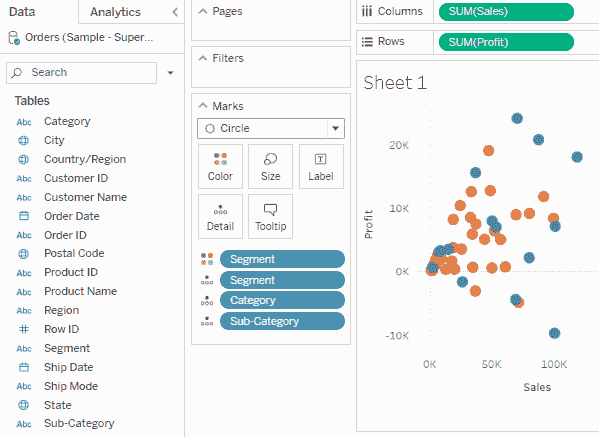 Data
Analytics
Orders (Sample - Super...
Search
Tables
Abc Category
City
Country/Region
Abc Customer ID
Abc Customer Name
Order Date
Abc Order ID
Postal Code
Abc Product ID
Abc Product Name
Abc Region
# Row ID
Abc Segment
Ship Date
Abc Ship Mode
State
Abc Sub-Category
Pages
Filters
Marks
Circle
Color Size Label
Detail Tooltip
Segment
Segment
Category
Sub-Category
Columns SUM(Sales)
Rows SUM(Profit)
Sheet 1
20K
10K
0K
-10K
Profit
0K 50K 100K
Sales